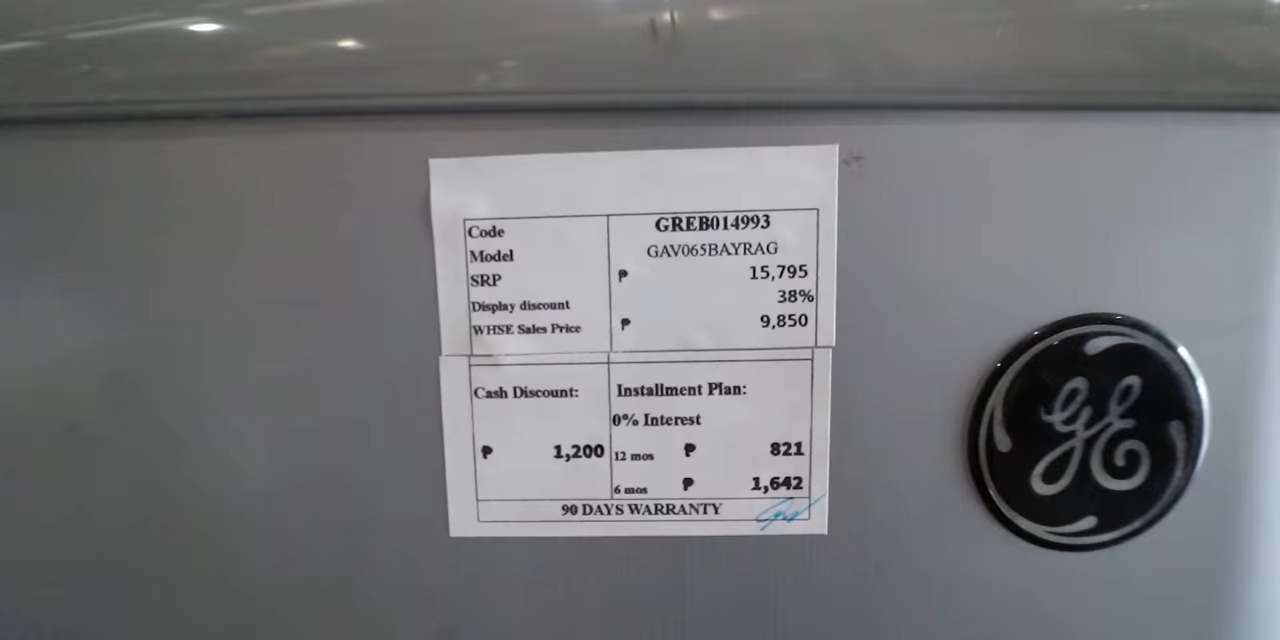 Code GREB014993
Model GAV065BAYRAG
SRP ₱ 15,795
Display discount 38%
WHSE Sales Price ₱ 9,850
Cash Discount: Installment Plan:
0% Interest
₱ 1,200 12 mos ₱ 821
6 mos ₱ 1,642
90 DAYS WARRANTY
GE